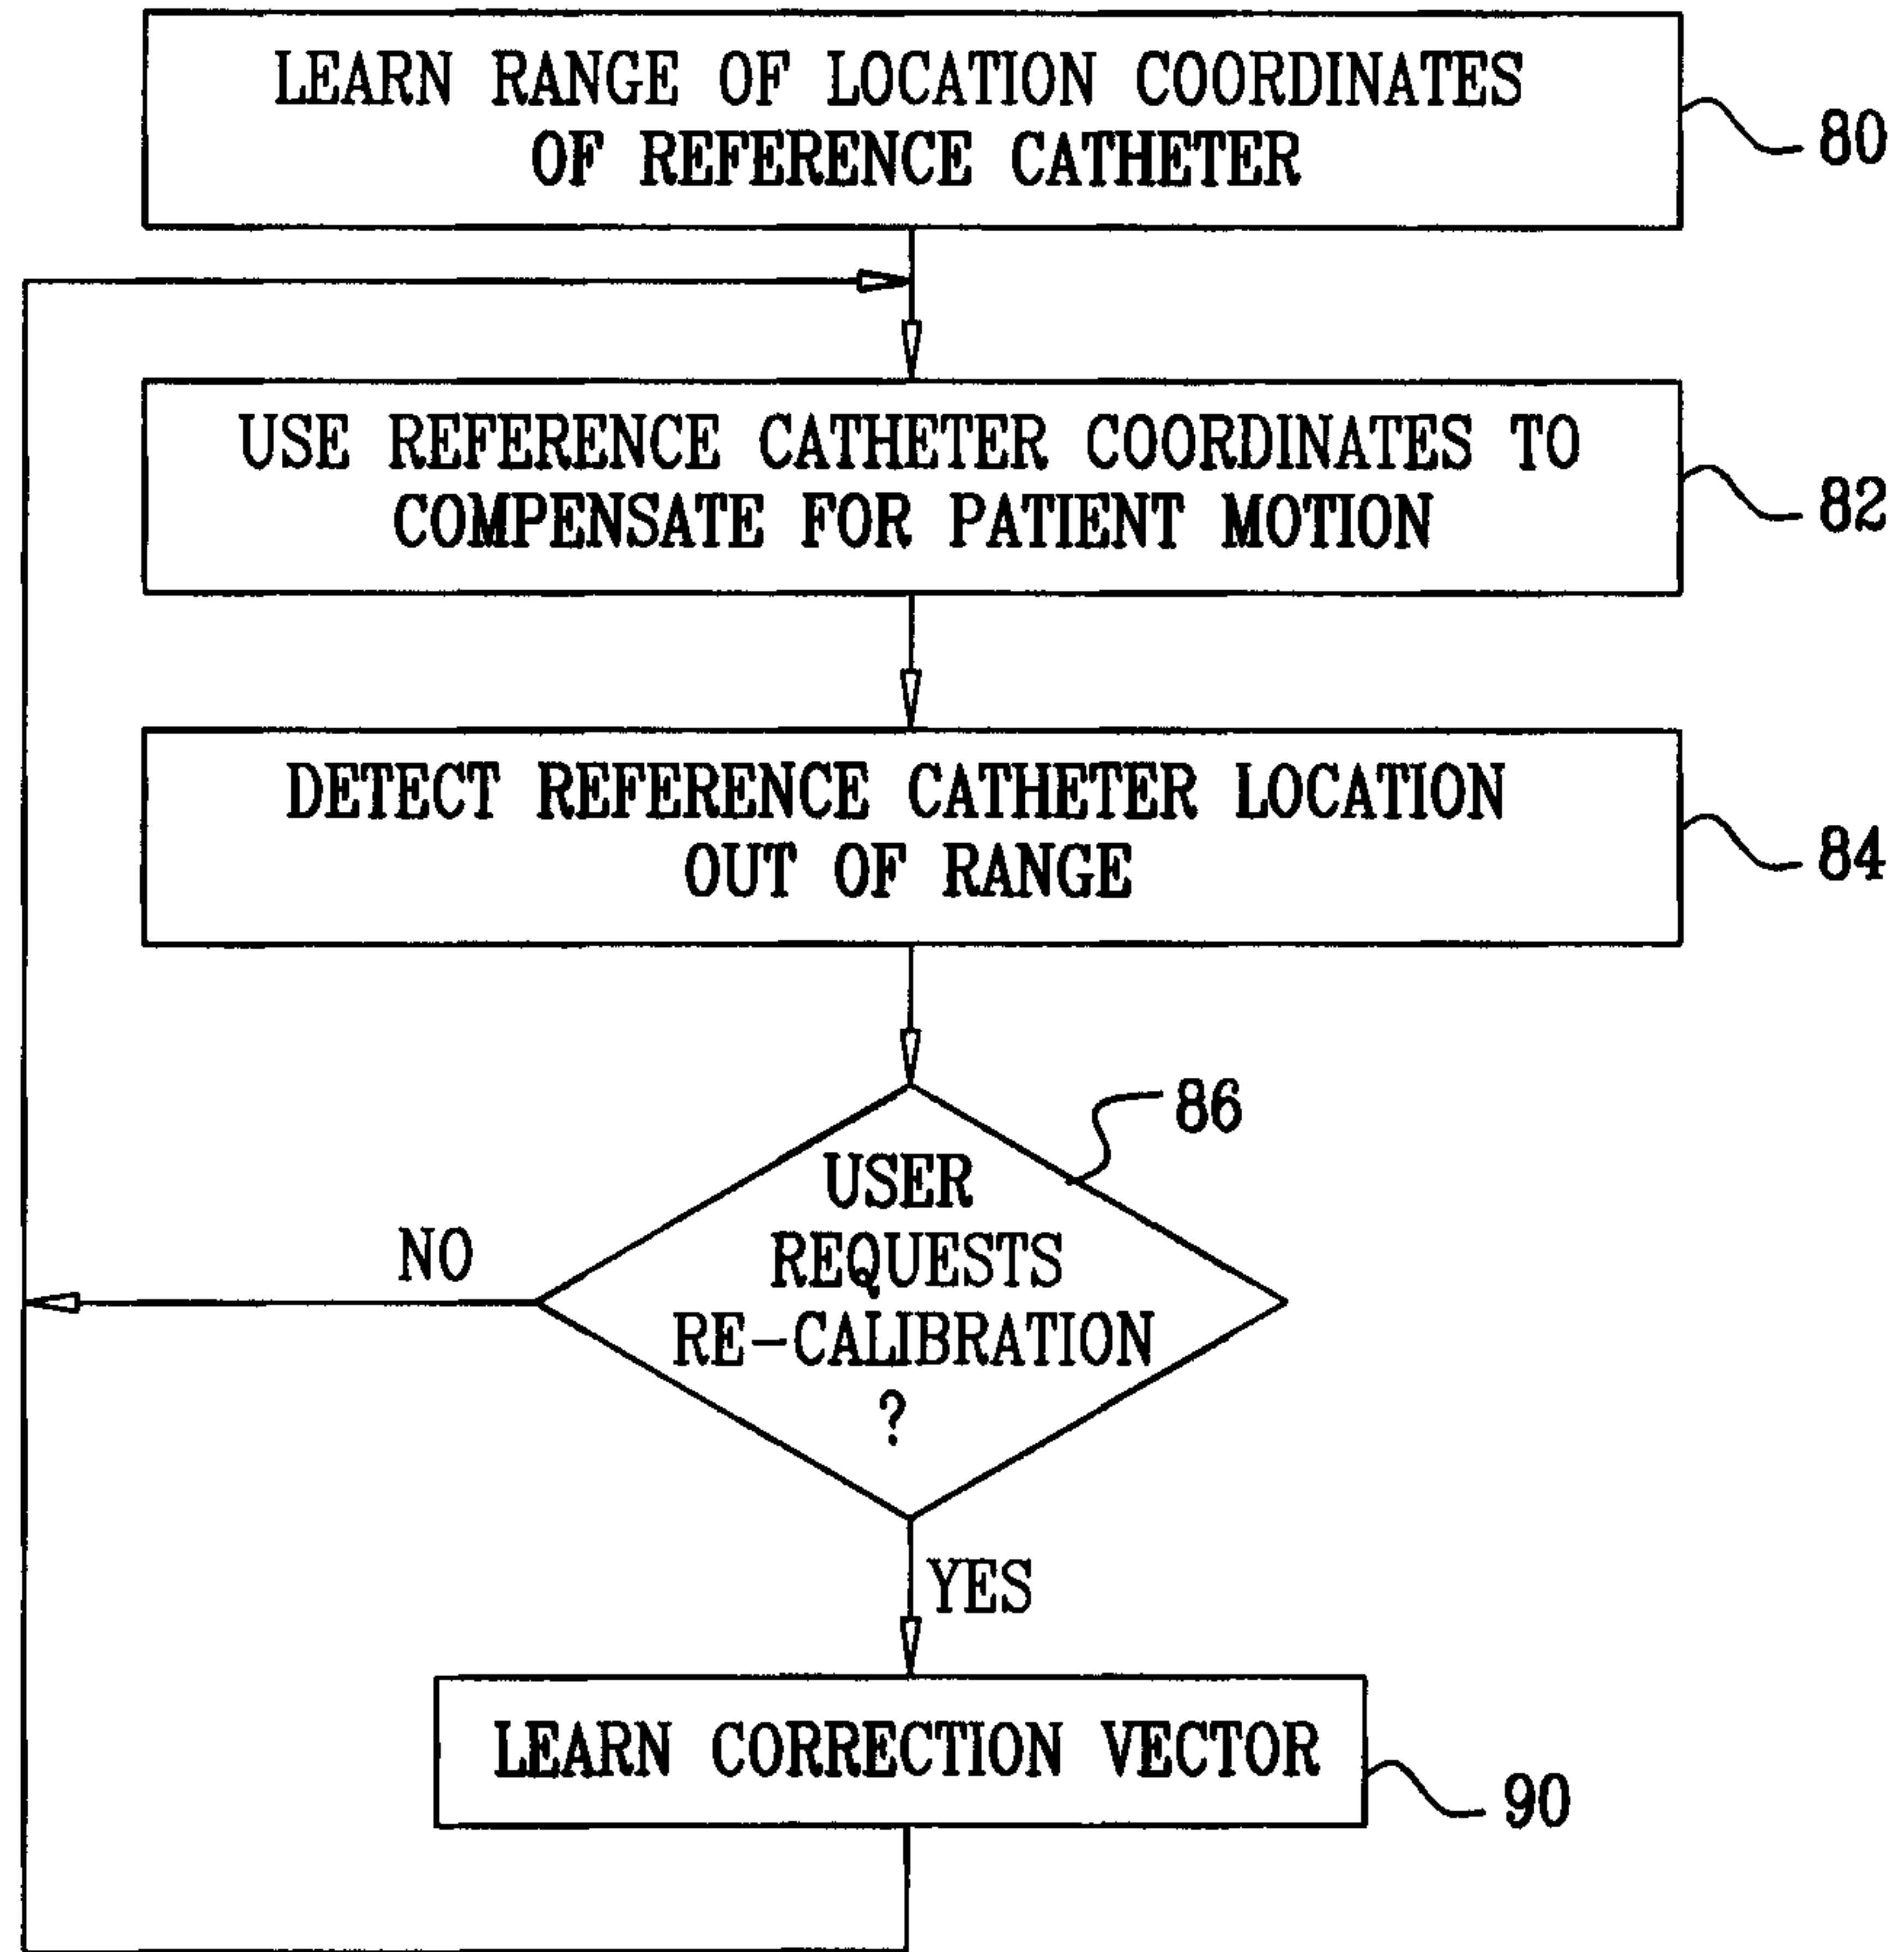 LEARN RANGE OF LOCATION COORDINATES
OF REFERENCE CATHETER
80
USE REFERENCE CATHETER COORDINATES TO
COMPENSATE FOR PATIENT MOTION
82
DETECT REFERENCE CATHETER LOCATION
OUT OF RANGE
84
86
USER
REQUESTS
RE-CALIBRATION
?
NO
YES
LEARN CORRECTION VECTOR
90